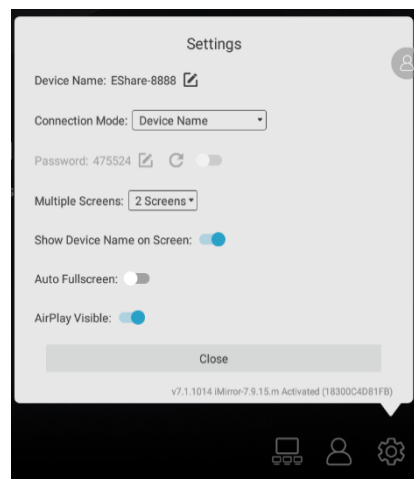 Settings
Device Name: EShare-8888
Connection Mode: Device Name
Password: 475524
Multiple Screens: 2 Screens
Show Device Name on Screen:
Auto Fullscreen:
AirPlay Visible:
Close
v7.1.1014 iMirror-7.9.15.m Activated (18300C4D81FB)